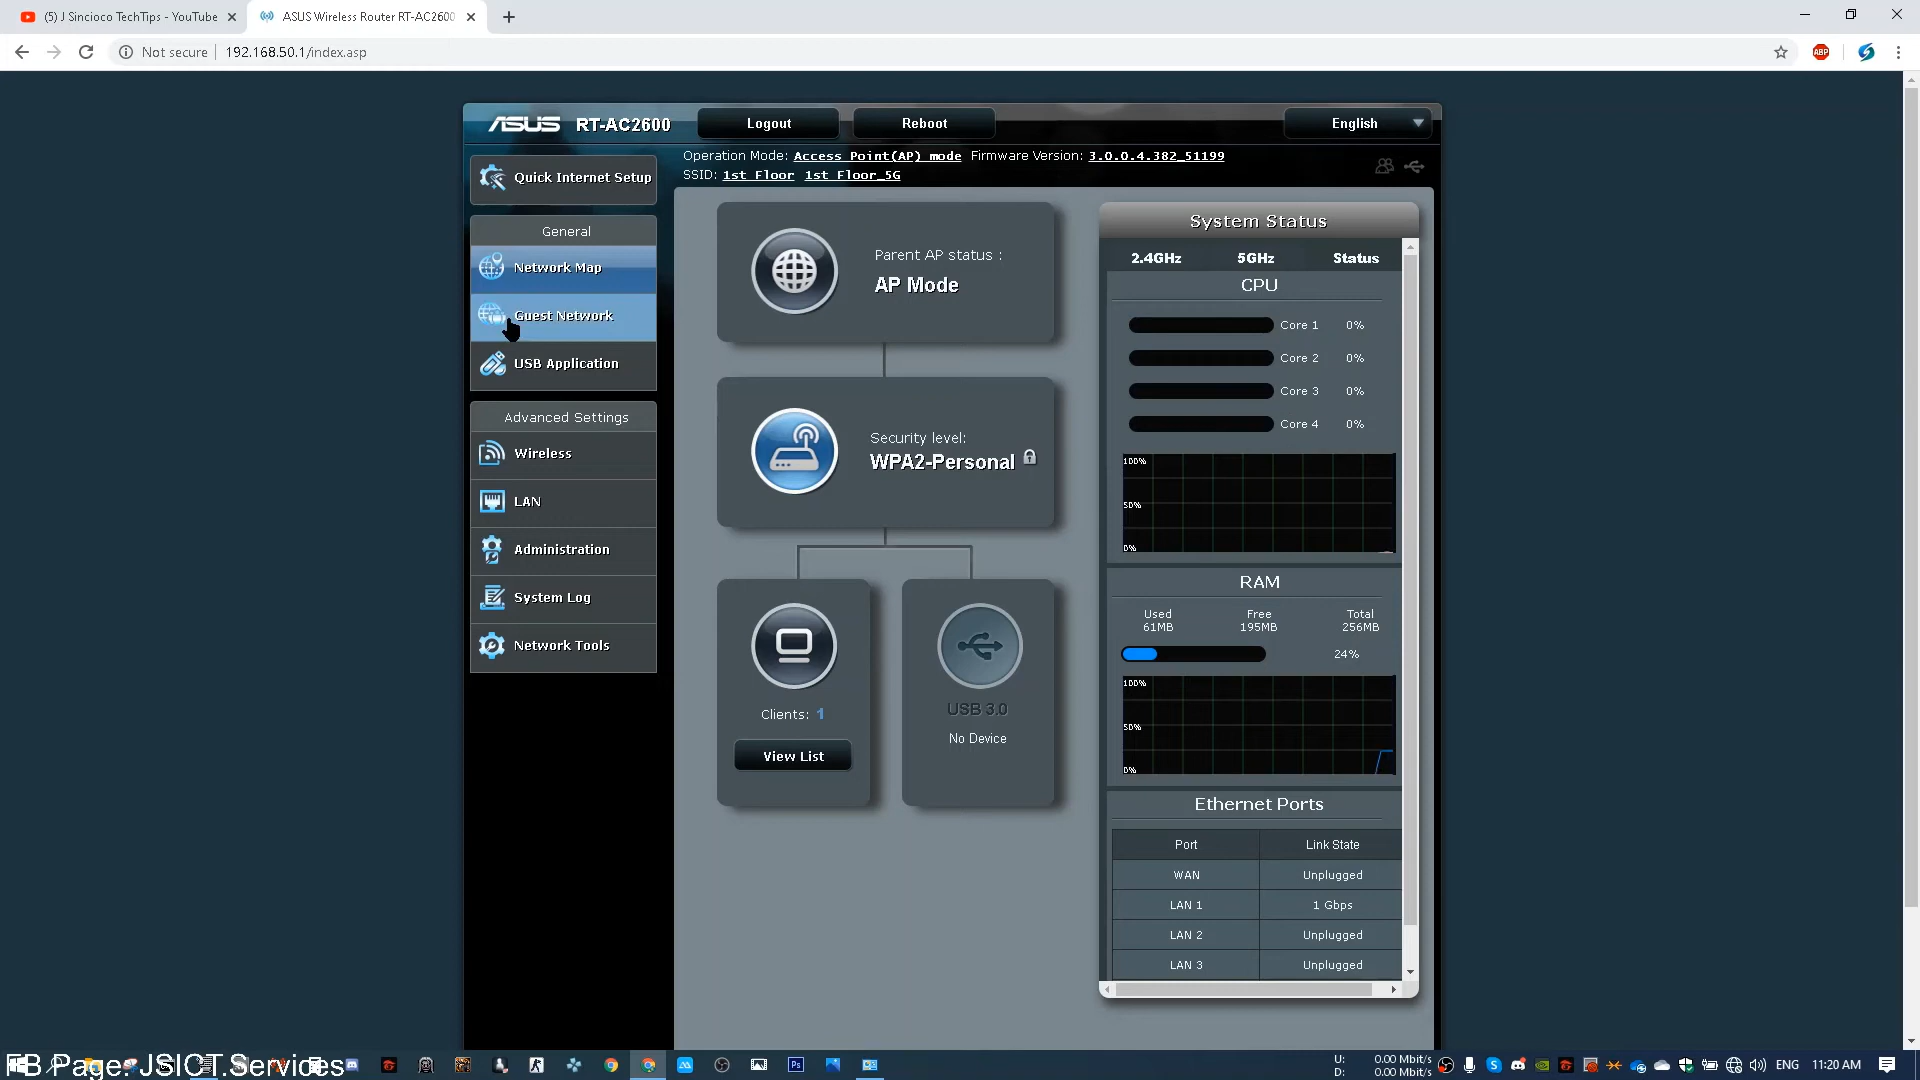 (5) J Sincioco TechTips - YouTube
ASUS Wireless Router RT-AC2600
Not secure
192.168.50.1/index.asp
ABP
ASUS RT-AC2600
Logout
Reboot
English
Operation Mode: Access Point(AP) mode Firmware Version: 3.0.0.4.382_51199
SSID: 1st Floor 1st Floor_5G
Quick Internet Setup
General
Network Map
Guest Network
USB Application
Advanced Settings
Wireless
LAN
Administration
System Log
Network Tools
Parent AP status :
AP Mode
Security level:
WPA2-Personal
Clients: 1
View List
USB 3.0
No Device
System Status
2.4GHz 5GHz Status
CPU
Core 1 0%
Core 2 0%
Core 3 0%
Core 4 0%
100%
50%
0%
RAM
Used Free Total
61MB 195MB 256MB
24%
100%
50%
0%
Ethernet Ports
Port Link State
WAN Unplugged
LAN 1 1 Gbps
LAN 2 Unplugged
LAN 3 Unplugged
FB Page: JSICT.Services
Ps
U: 0.00 Mbit/s
D: 0.00 Mbit/s
ENG
11:20 AM